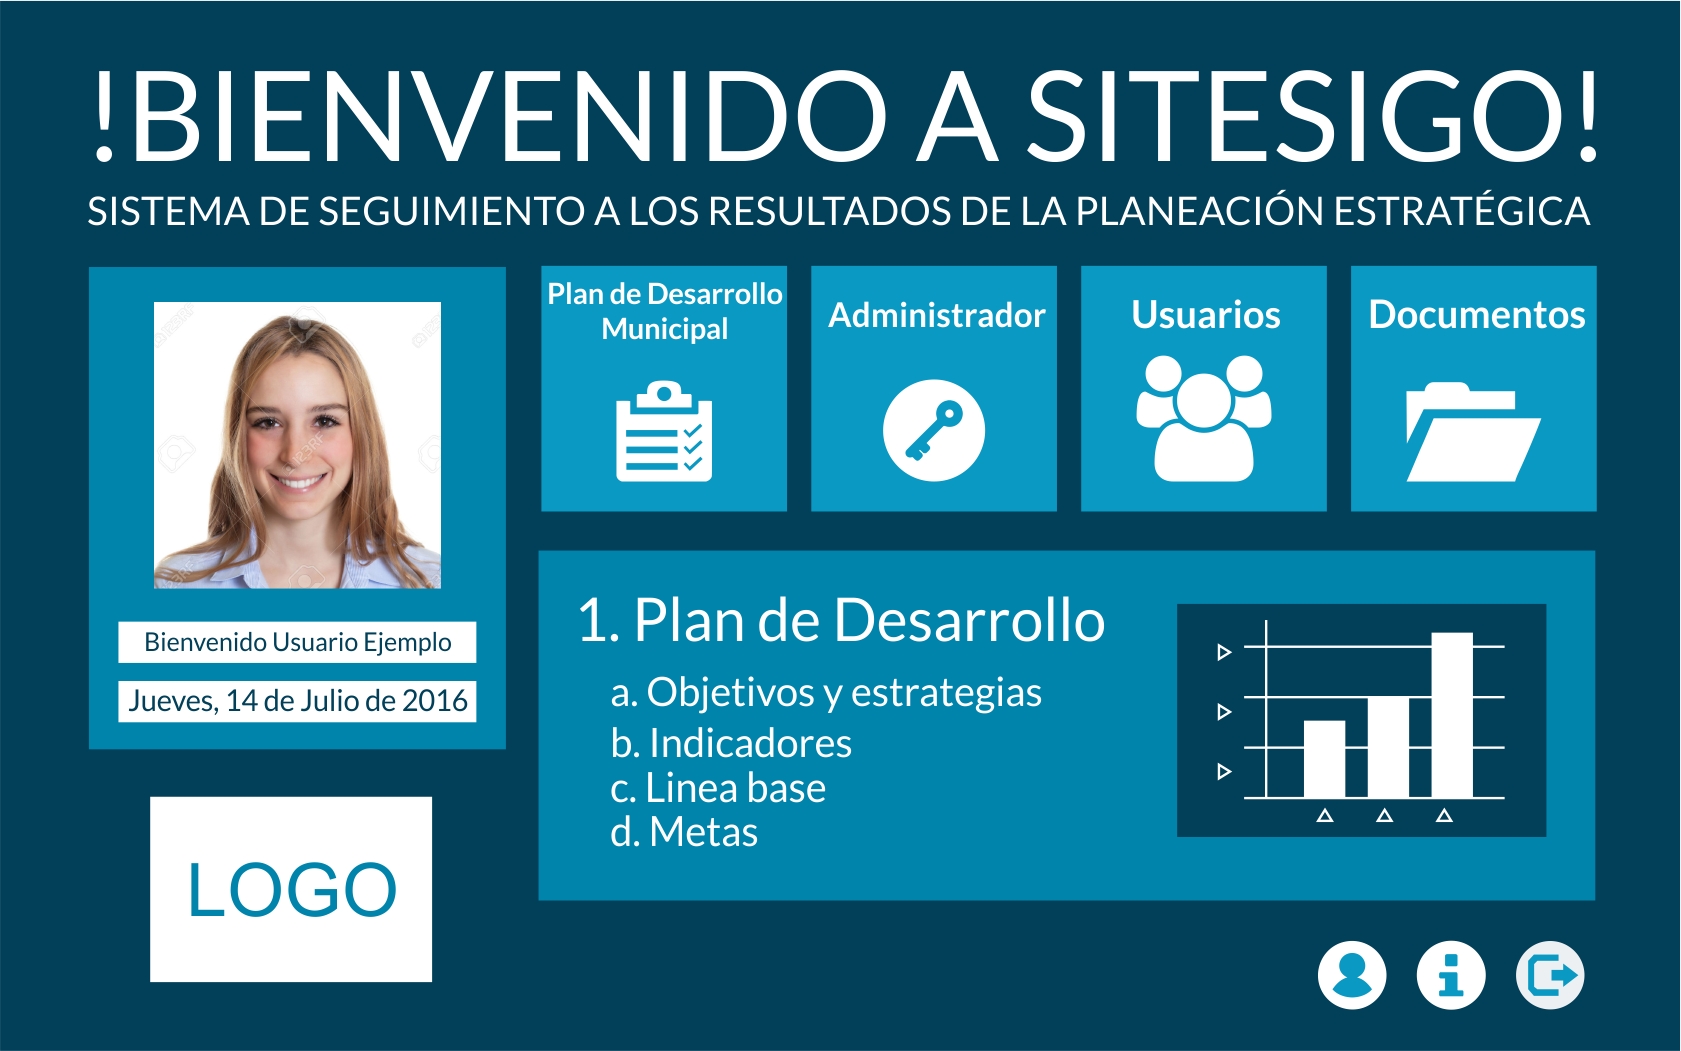 !BIENVENIDO A SITESIGO!
SISTEMA DE SEGUIMIENTO A LOS RESULTADOS DE LA PLANEACIÓN ESTRATÉGICA
Plan de Desarrollo
Municipal
Administrador
Usuarios
Documentos
Bienvenido Usuario Ejemplo
Jueves, 14 de Julio de 2016
LOGO
1. Plan de Desarrollo
a. Objetivos y estrategias
b. Indicadores
c. Linea base
d. Metas